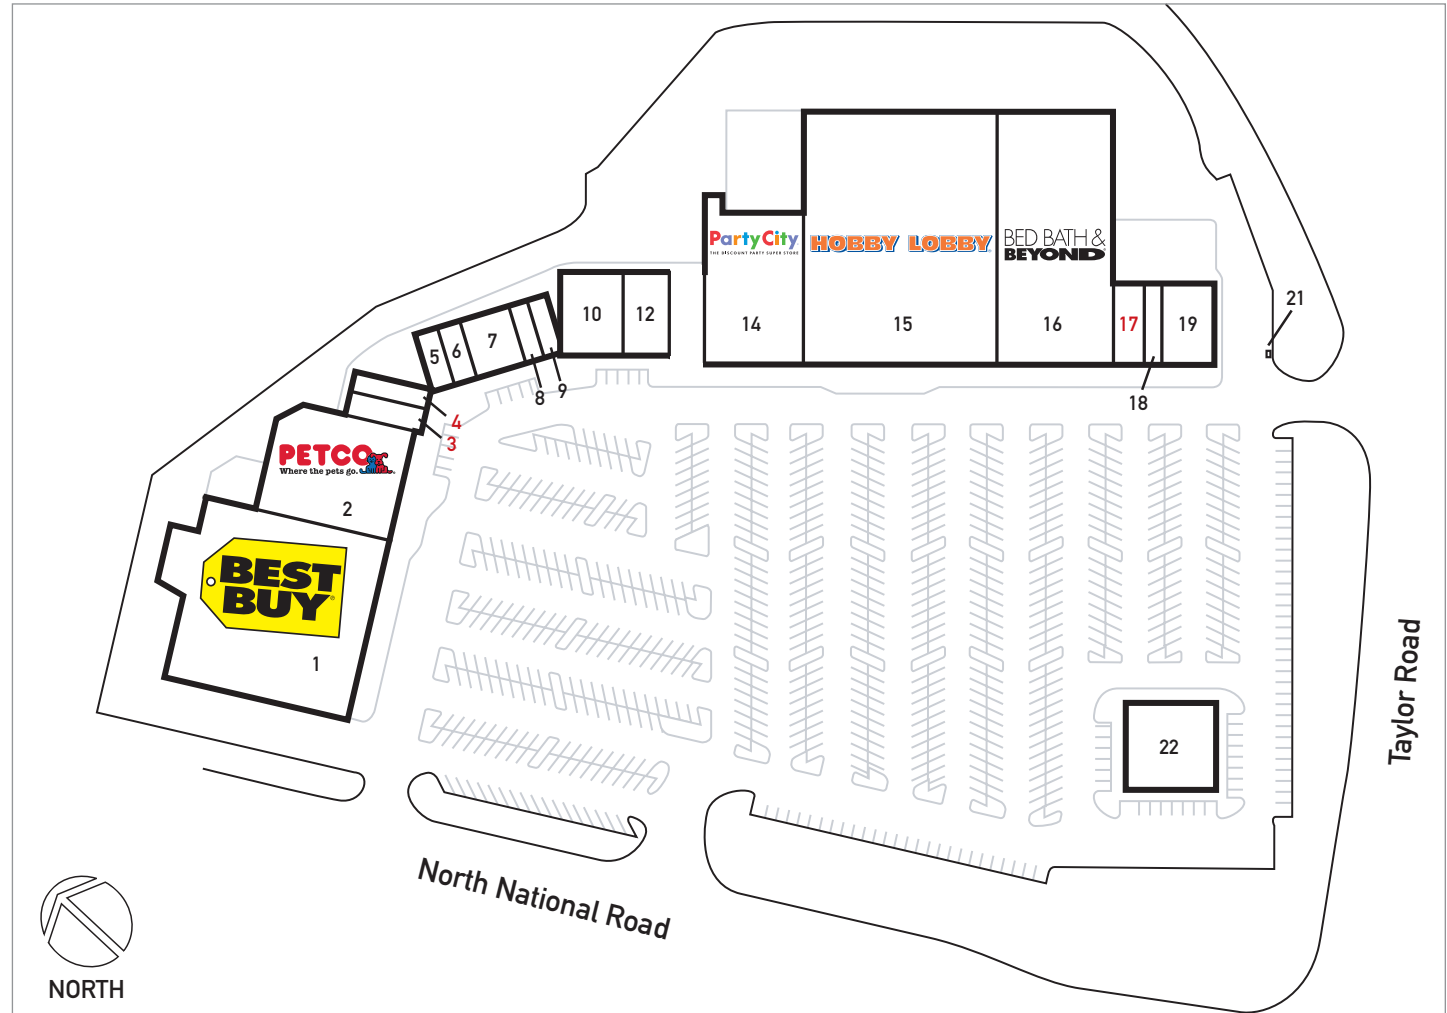 Party City
THE DISCOUNT PARTY SUPER STORE
HOBBY LOBBY
BED BATH &
BEYOND
21
10
12
14
15
16
17
19
5
6
7
8
9
18
4
3
PETCO
Where the pets go.
2
BEST
BUY
1
22
Taylor Road
North National Road
NORTH